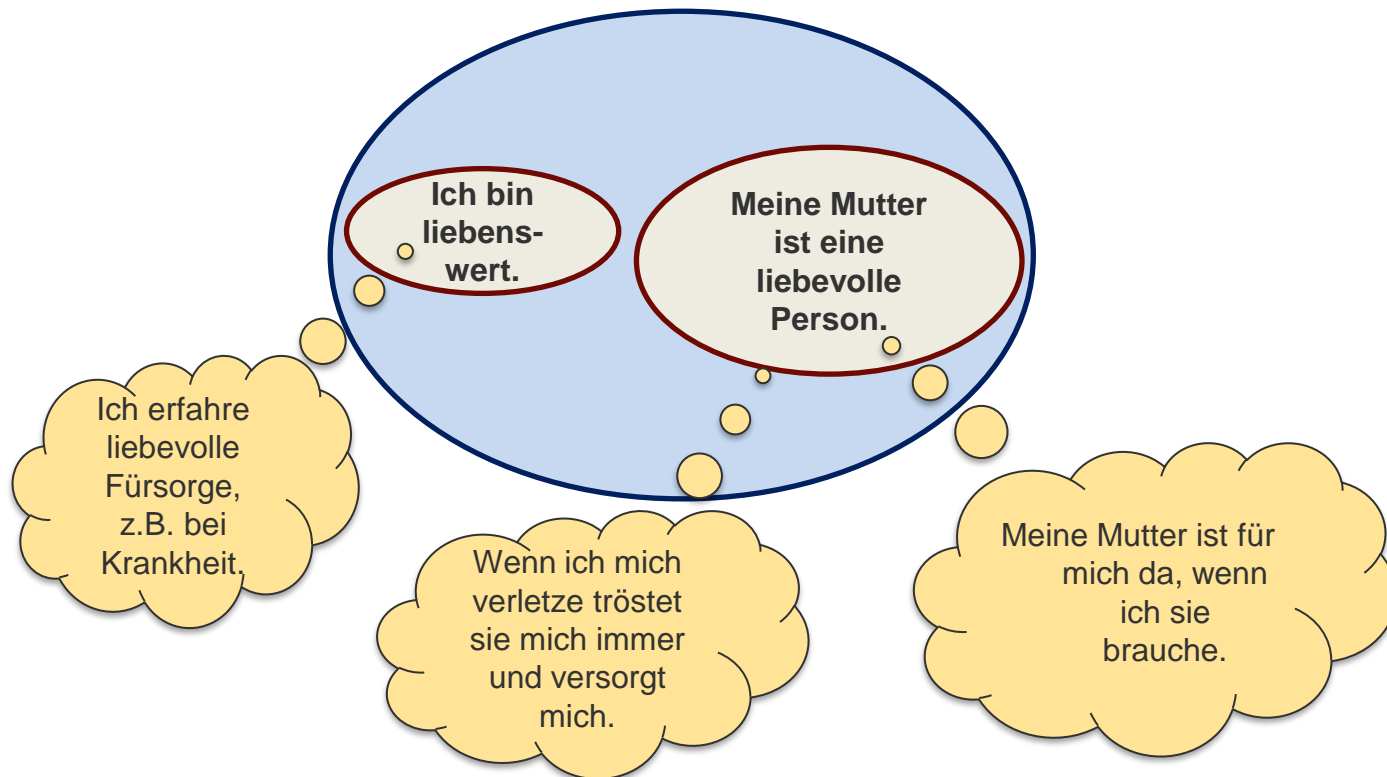 Ich bin
liebens-
wert.
Meine Mutter
ist eine
liebevolle
Person.
Ich erfahre
liebevolle
Fürsorge,
z.B. bei
Krankheit.
Wenn ich mich
verletze tröstet
sie mich immer
und versorgt
mich.
Meine Mutter ist für
mich da, wenn
ich sie
brauche.